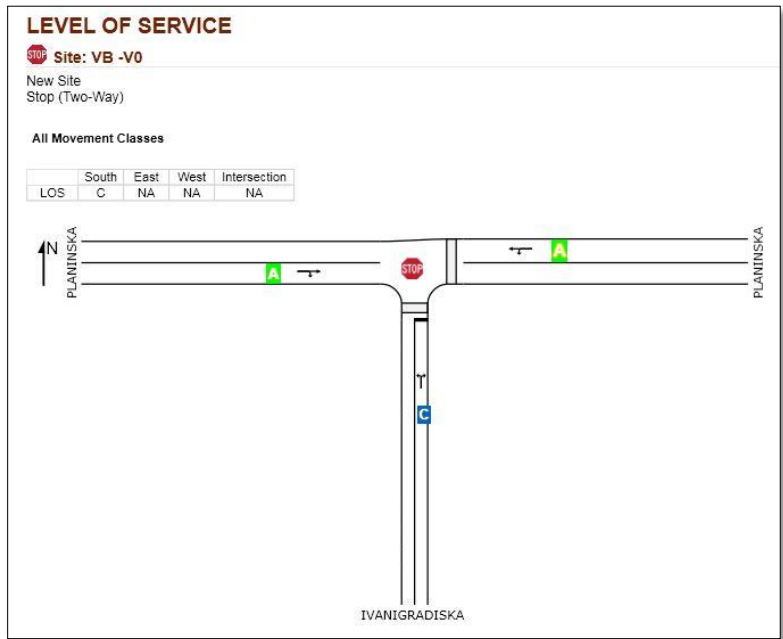 LEVEL OF SERVICE
STOP Site: VB -V0
New Site
Stop (Two-Way)
All Movement Classes
South East West Intersection
LOS C NA NA NA
N
PLANINSKA
A
STOP
A
PLANINSKA
C
IVANIGRADISKA